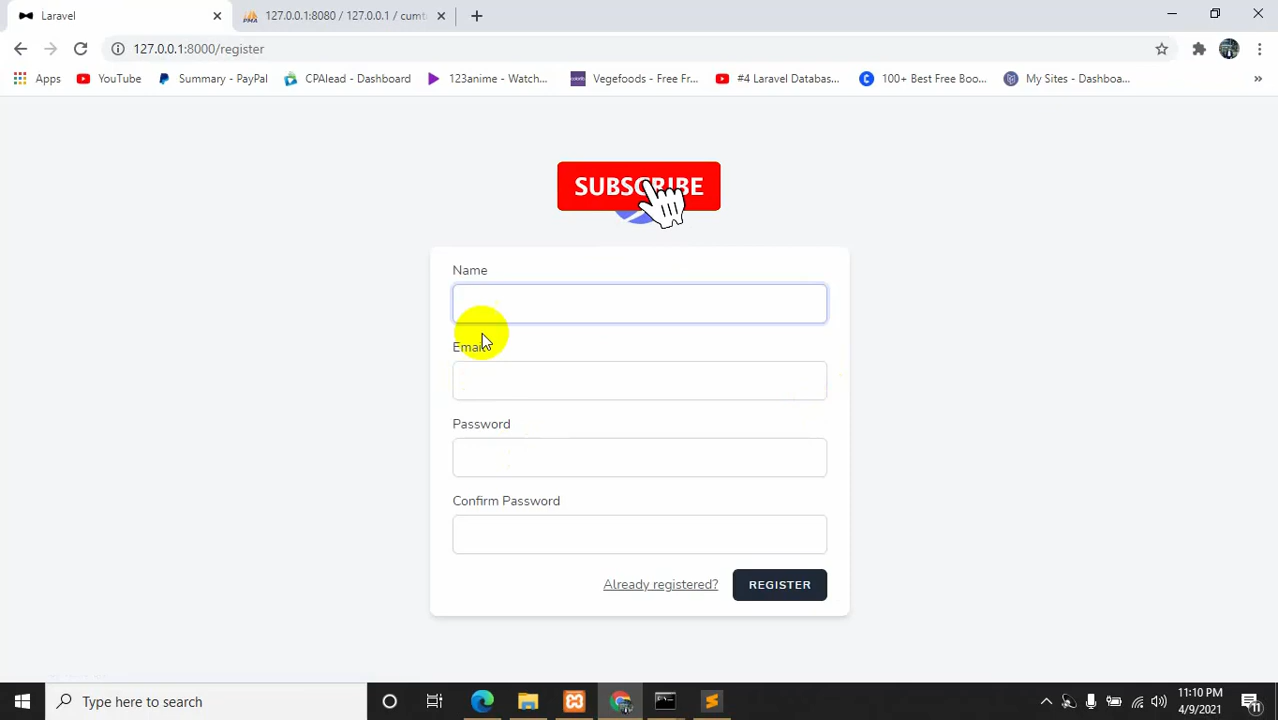 Laravel
127.0.0.1:8080 / 127.0.0.1 / cumt
127.0.0.1:8000/register
Apps
YouTube
Summary - PayPal
CPAlead - Dashboard
123anime - Watch...
Vegefoods - Free Fr...
#4 Laravel Databas...
100+ Best Free Boo...
My Sites - Dashboa...
SUBSCRIBE
Name
Email
Password
Confirm Password
Already registered?
REGISTER
Type here to search
11:10 PM
4/9/2021
11